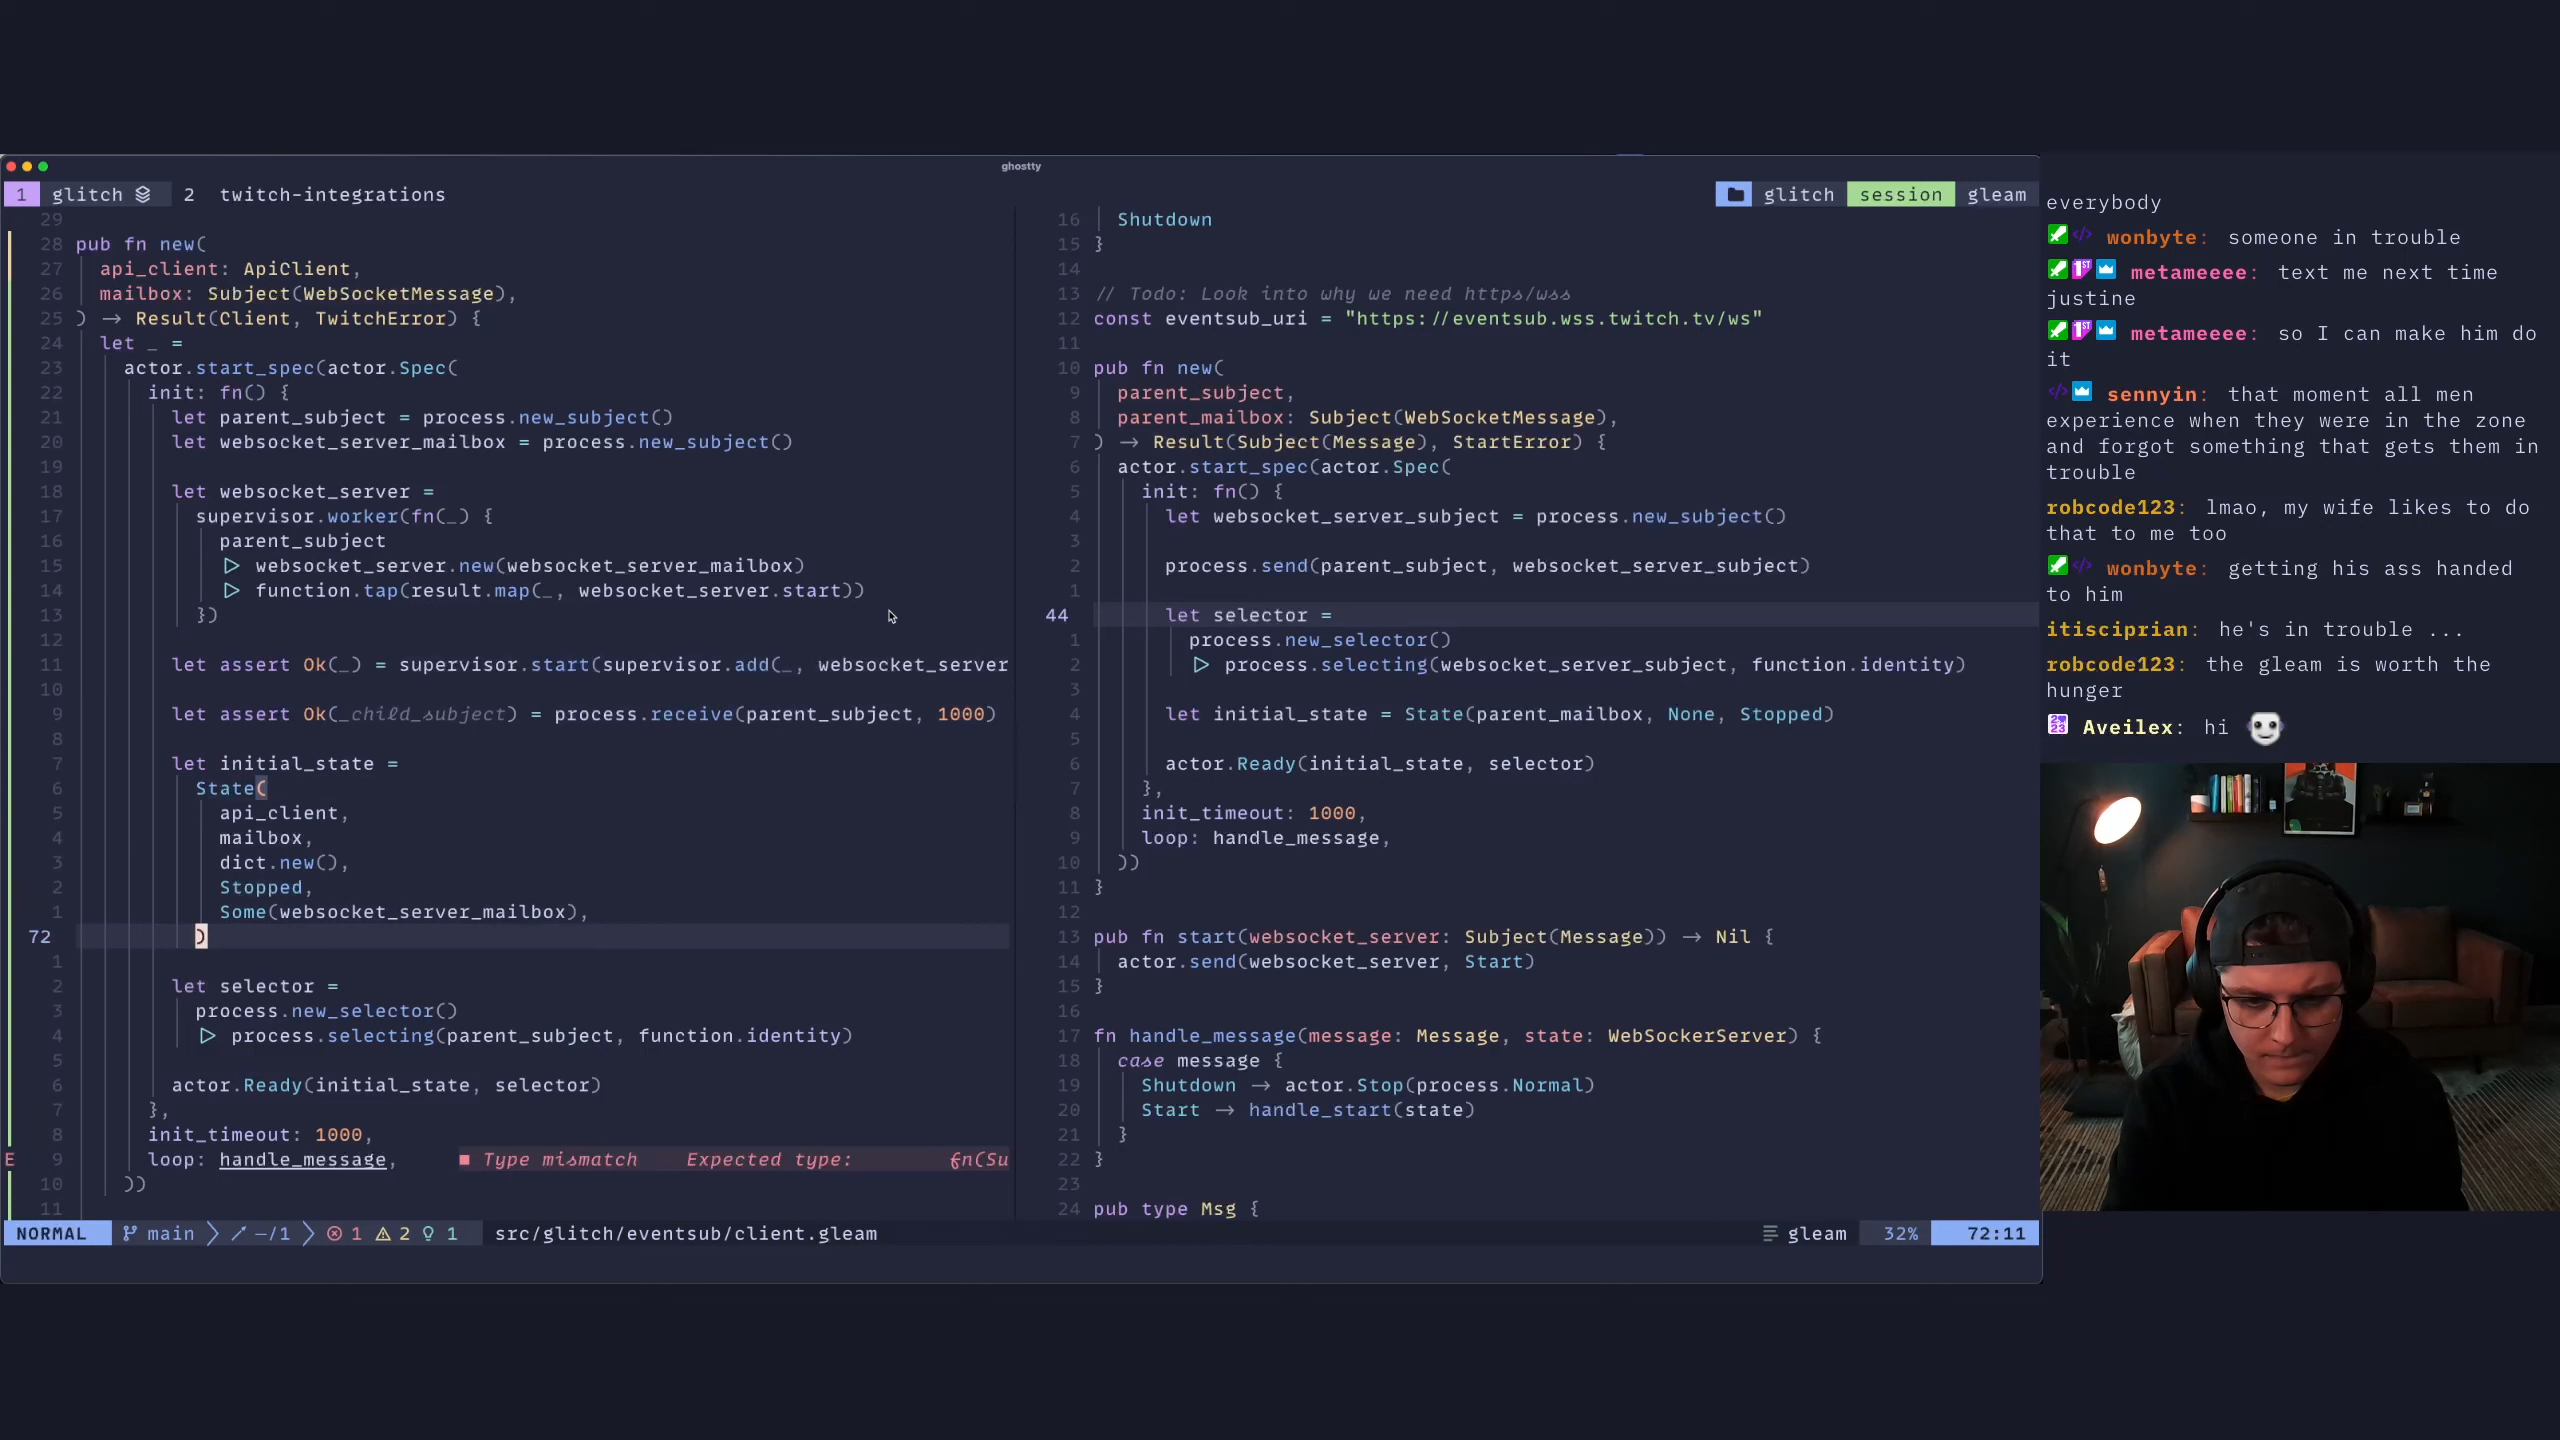 ghostty
1 glitch 2 twitch-integrations
glitch session gleam
29
28 pub fn new(
27 api_client: ApiClient,
26 mailbox: Subject(WebSocketMessage),
25 ) → Result(Client, TwitchError) {
24 let _ =
23 actor.start_spec(actor.Spec(
22 init: fn() {
21 let parent_subject = process.new_subject()
20 let websocket_server_mailbox = process.new_subject()
19
18 let websocket_server =
17 supervisor.worker(fn(_) {
16 parent_subject
15 ▷ websocket_server.new(websocket_server_mailbox)
14 ▷ function.tap(result.map(_, websocket_server.start))
13 })
12
11 let assert Ok(_) = supervisor.start(supervisor.add(_, websocket_server
10
9 let assert Ok(_child_subject) = process.receive(parent_subject, 1000)
8
7 let initial_state =
6 State(
5 api_client,
4 mailbox,
3 dict.new(),
2 Stopped,
1 Some(websocket_server_mailbox),
72 )
1
2 let selector =
3 process.new_selector()
4 ▷ process.selecting(parent_subject, function.identity)
5
6 actor.Ready(initial_state, selector)
7 },
8 init_timeout: 1000,
E 9 loop: handle_message, ■ Type mismatch Expected type: fn(Su
10 ))
11
16 Shutdown
15 }
14
13 // Todo: Look into why we need https/wss
12 const eventsub_uri = "https://eventsub.wss.twitch.tv/ws"
11
10 pub fn new(
9 parent_subject,
8 parent_mailbox: Subject(WebSocketMessage),
7 ) → Result(Subject(Message), StartError) {
6 actor.start_spec(actor.Spec(
5 init: fn() {
4 let websocket_server_subject = process.new_subject()
3
2 process.send(parent_subject, websocket_server_subject)
1
44 let selector =
1 process.new_selector()
2 ▷ process.selecting(websocket_server_subject, function.identity)
3
4 let initial_state = State(parent_mailbox, None, Stopped)
5
6 actor.Ready(initial_state, selector)
7 },
8 init_timeout: 1000,
9 loop: handle_message,
10 ))
11 }
12
13 pub fn start(websocket_server: Subject(Message)) → Nil {
14 actor.send(websocket_server, Start)
15 }
16
17 fn handle_message(message: Message, state: WebSockerServer) {
18 case message {
19 Shutdown → actor.Stop(process.Normal)
20 Start → handle_start(state)
21 }
22 }
23
24 pub type Msg {
NORMAL main ~/1 1 2 1 src/glitch/eventsub/client.gleam gleam 32% 72:11
everybody
wonbyte: someone in trouble
metameeee: text me next time
justine
metameeee: so I can make him do
it
sennyin: that moment all men
experience when they were in the zone
and forgot something that gets them in
trouble
robcode123: lmao, my wife likes to do
that to me too
wonbyte: getting his ass handed
to him
itisciprian: he's in trouble ...
robcode123: the gleam is worth the
hunger
Aveilex: hi